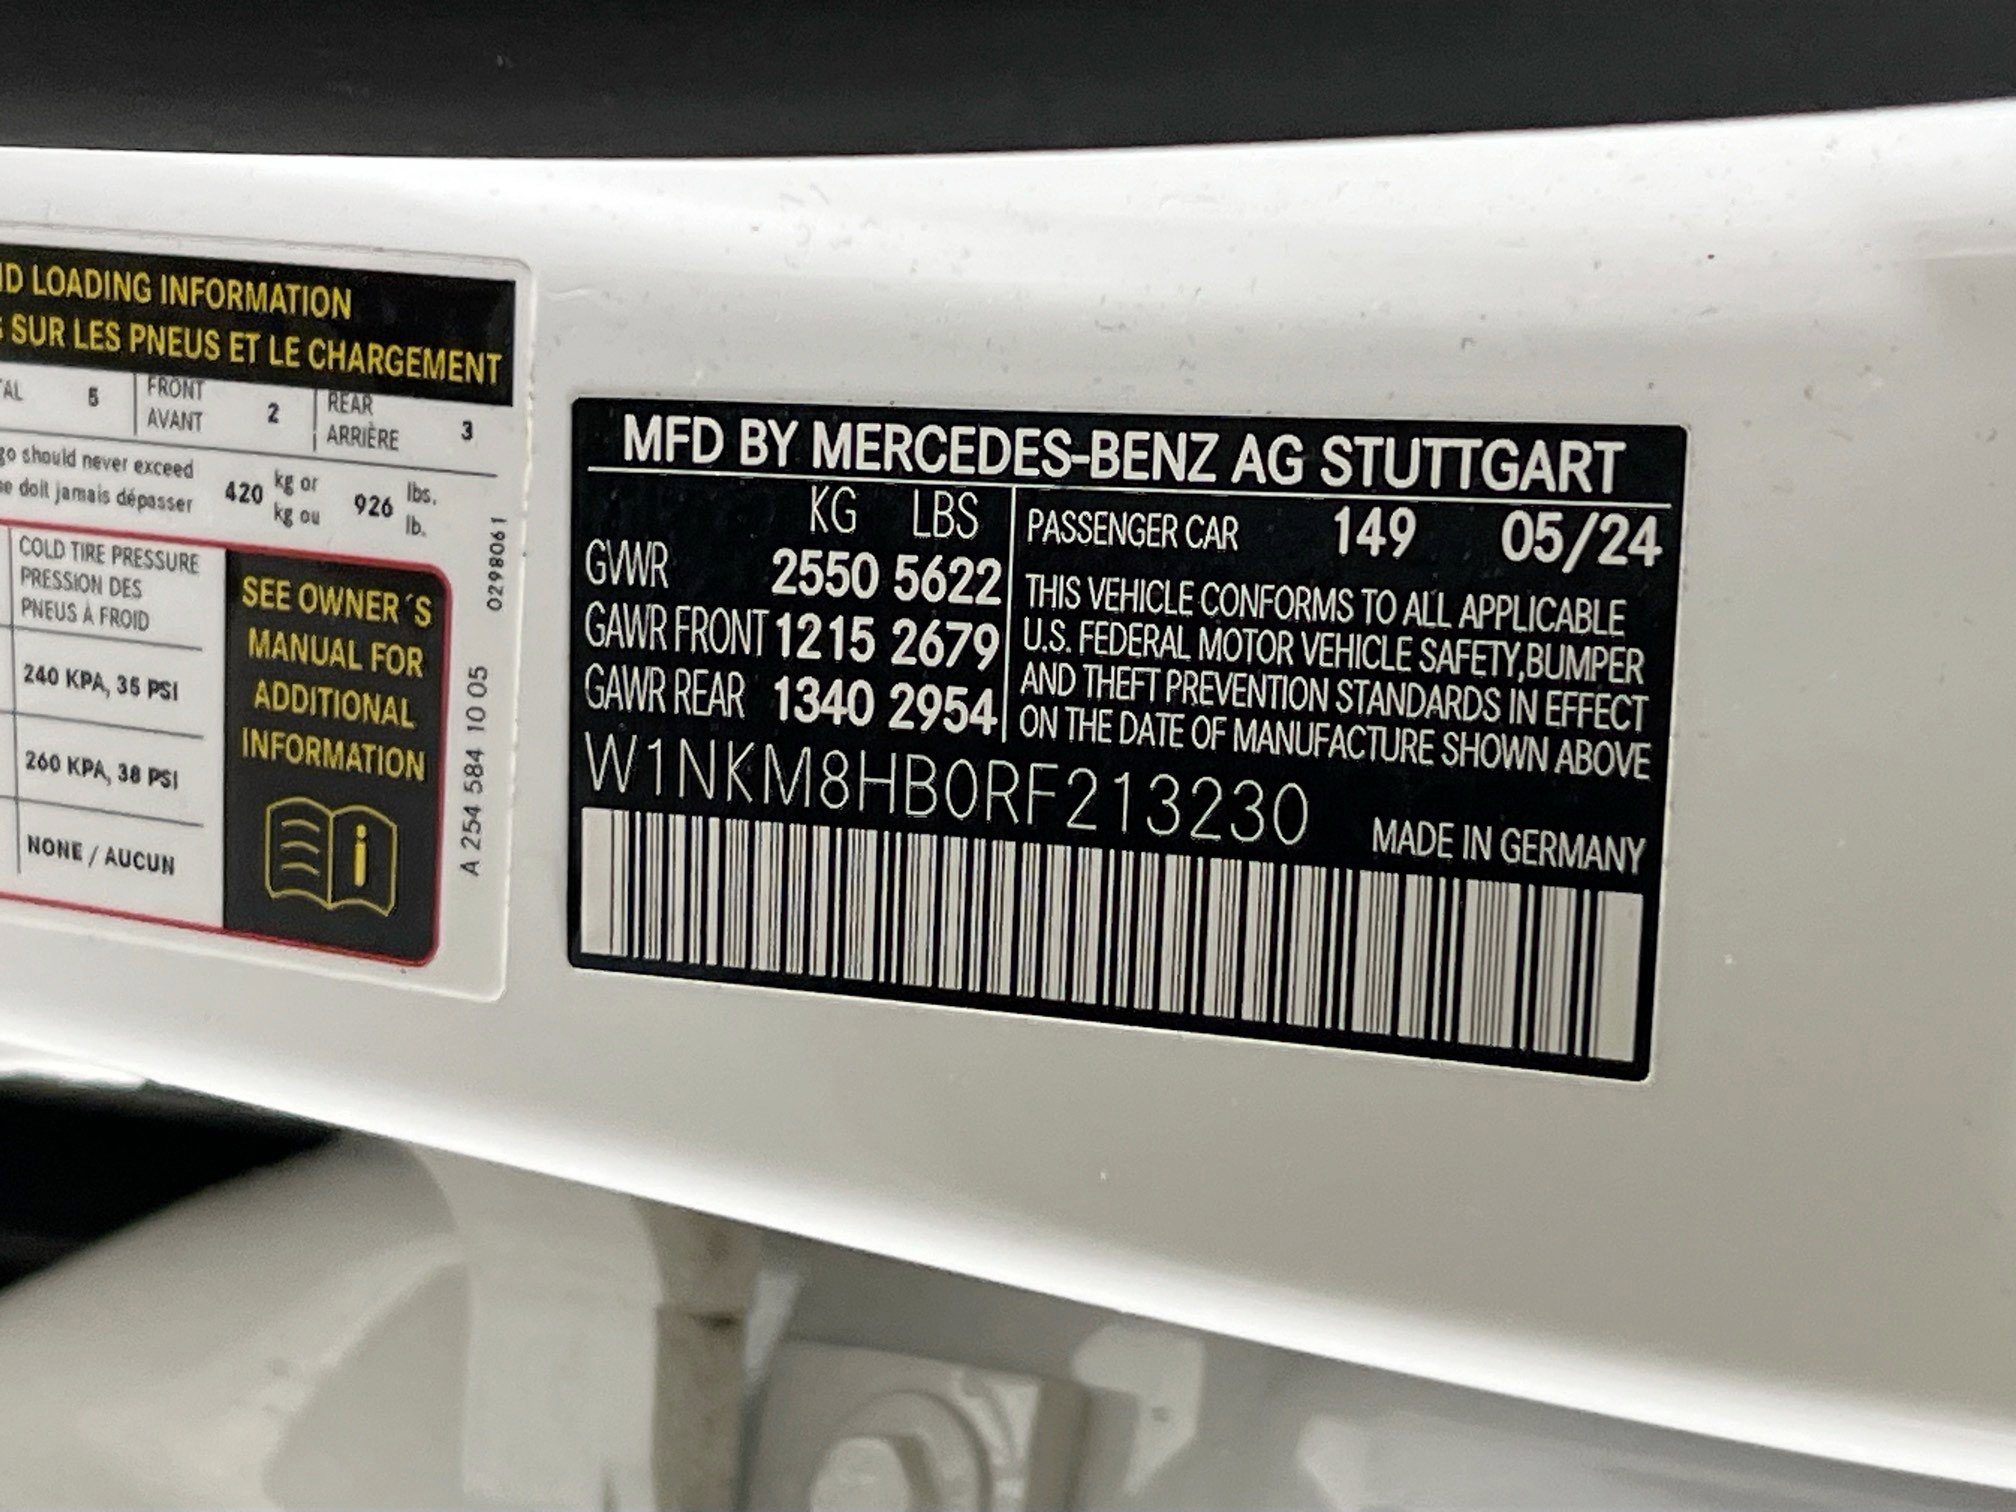 LOADING INFORMATION
SUR LES PNEUS ET LE CHARGEMENT
5
FRONT
AVANT
2
REAR
ARRIÈRE
3
should never exceed
doit jamais dépasser
420
kg or
kg ou
926
lbs.
lb.
COLD TIRE PRESSURE
PRESSION DES
PNEUS À FROID
240 KPA, 35 PSI
260 KPA, 38 PSI
NONE / AUCUN
SEE OWNER´S
MANUAL FOR
ADDITIONAL
INFORMATION
A 254 584 10 05 0298061
MFD BY MERCEDES-BENZ AG STUTTGART
KG LBS
GVWR 2550 5622
GAWR FRONT 1215 2679
GAWR REAR 1340 2954
PASSENGER CAR 149 05/24
THIS VEHICLE CONFORMS TO ALL APPLICABLE
U.S. FEDERAL MOTOR VEHICLE SAFETY,BUMPER
AND THEFT PREVENTION STANDARDS IN EFFECT
ON THE DATE OF MANUFACTURE SHOWN ABOVE
W1NKM8HB0RF213230
MADE IN GERMANY